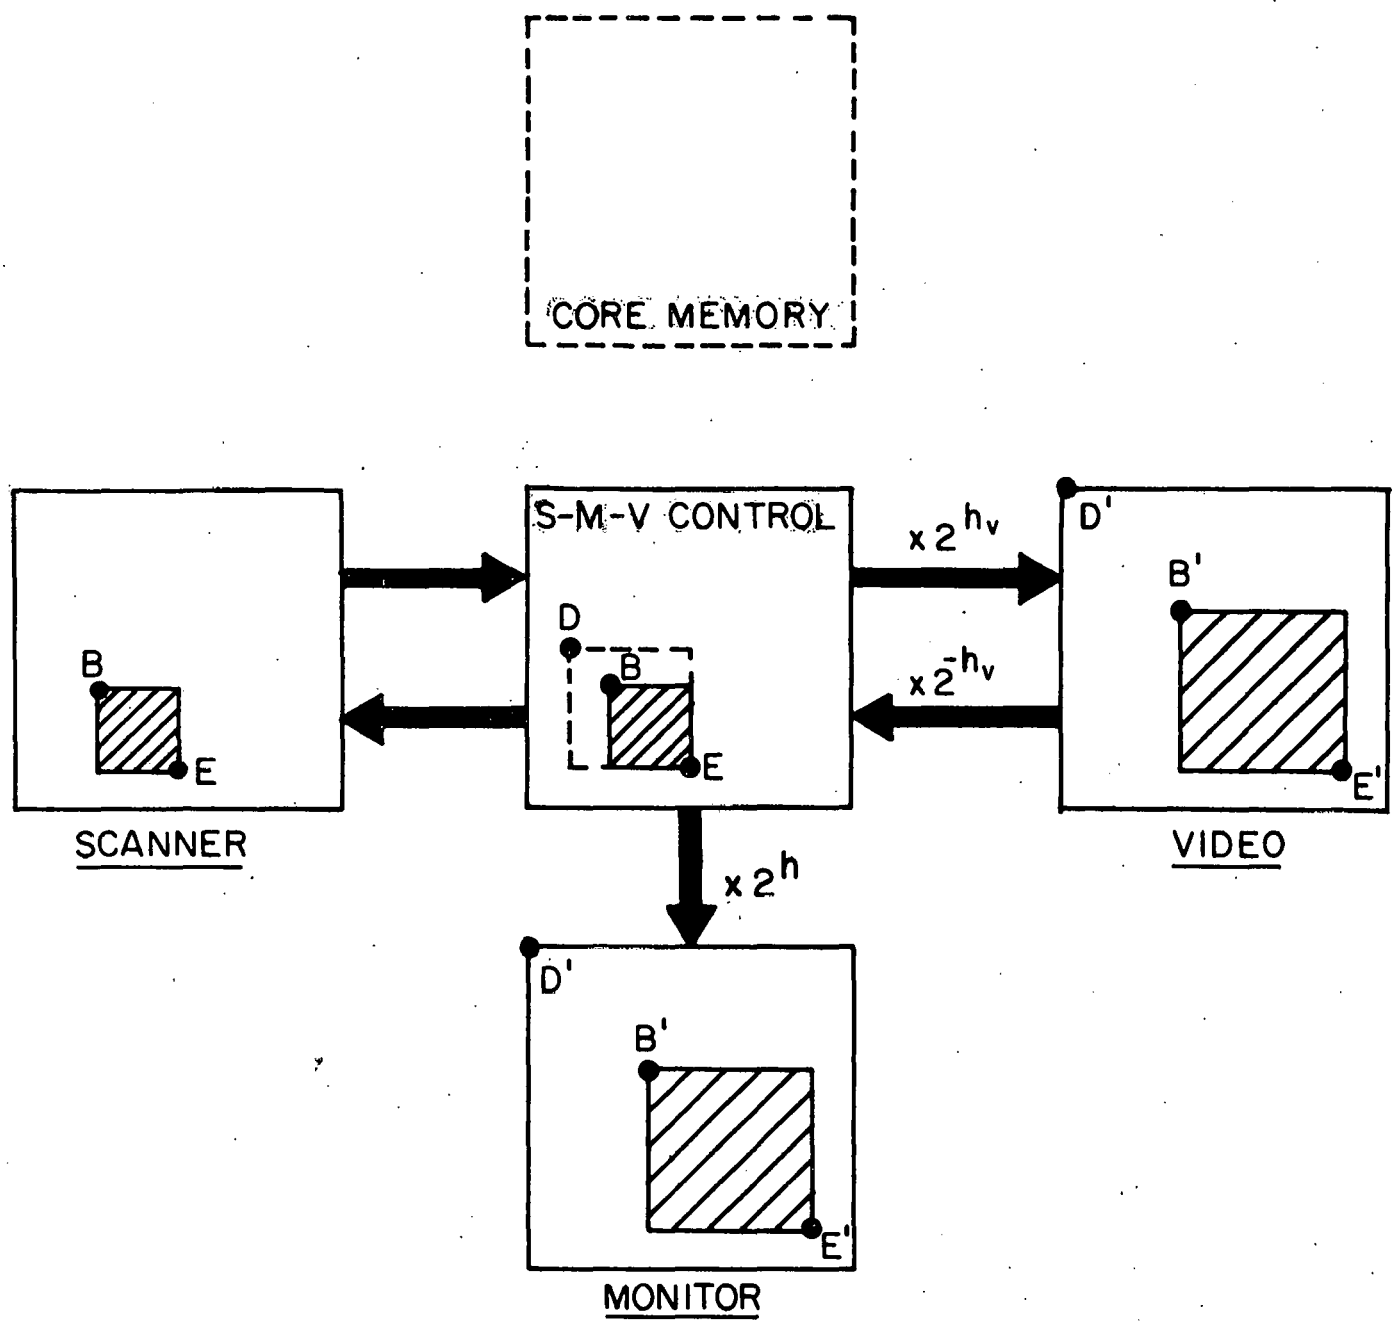 CORE MEMORY
S-M-V CONTROL
x 2^hv
D'
B'
D
B
B
x 2^-hv
E
E
E'
SCANNER
VIDEO
x 2^h
D'
B'
E'
MONITOR